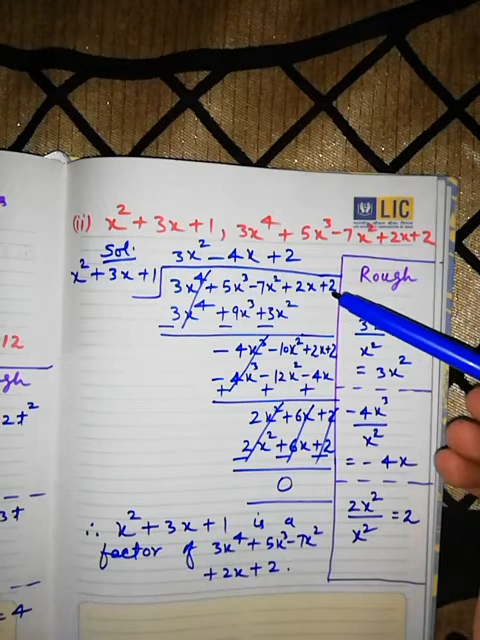 (ii) x² + 3x + 1, 3x⁴ + 5x³ - 7x² + 2x + 2
LIC
Sol:
3x² - 4x + 2
x² + 3x + 1
3x⁴ + 5x³ - 7x² + 2x + 2
3x⁴ + 9x³ + 3x²
- - -
- 4x³ - 10x² + 2x + 2
- 4x³ - 12x² - 4x
+ + +
2x² + 6x + 2
2x² + 6x + 2
- - -
0
∴ x² + 3x + 1 is a
factor of 3x⁴ + 5x³ - 7x²
+ 2x + 2.
Rough
x²
= 3x²
-4x³
x²
= - 4x
2x² = 2
x²
12
2t²
= 4